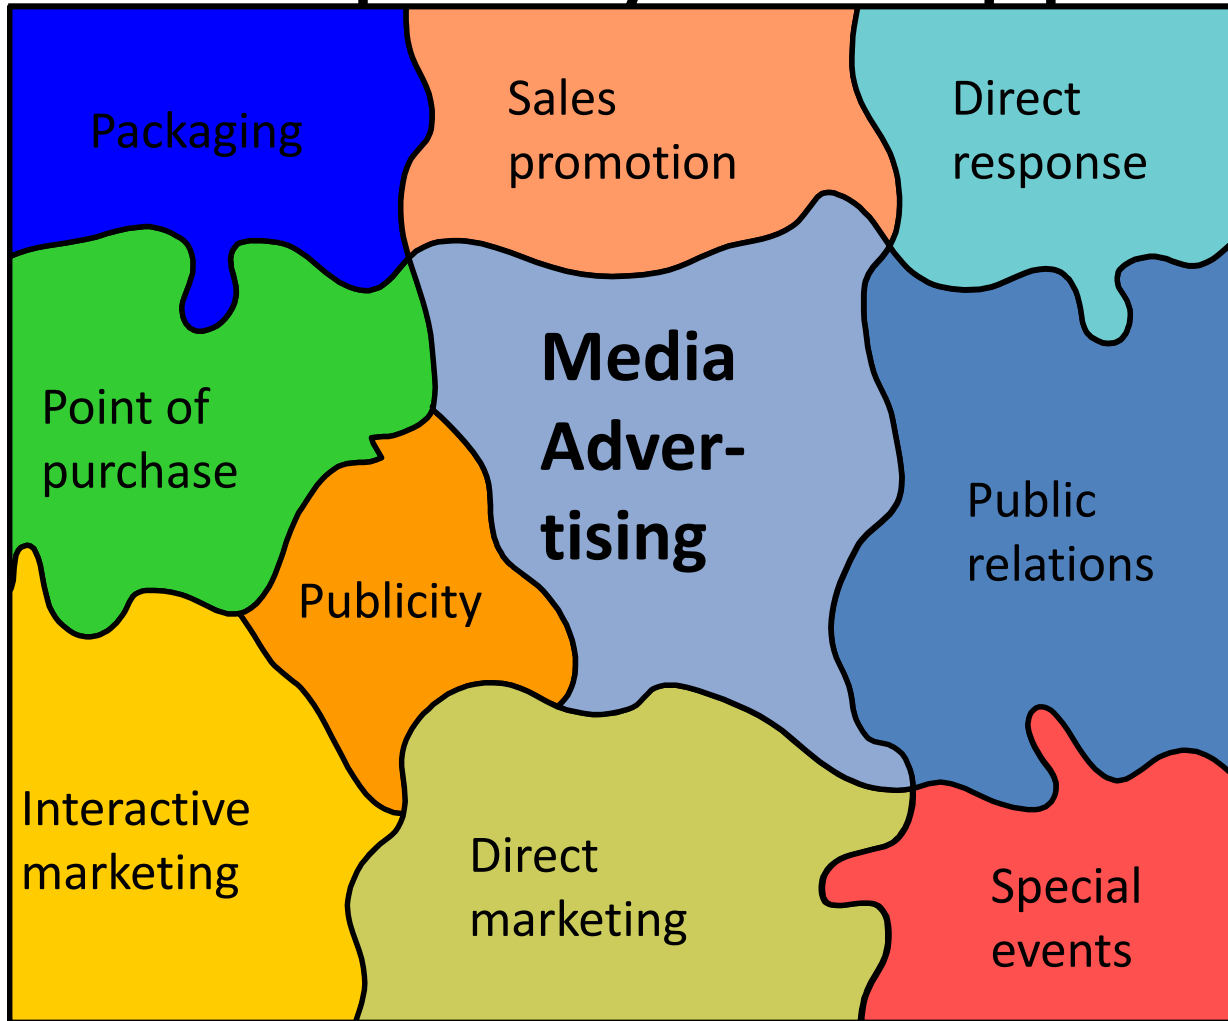 Packaging
Sales
promotion
Direct
response
Point of
purchase
Media
Adver-
tising
Public
relations
Publicity
Interactive
marketing
Direct
marketing
Special
events